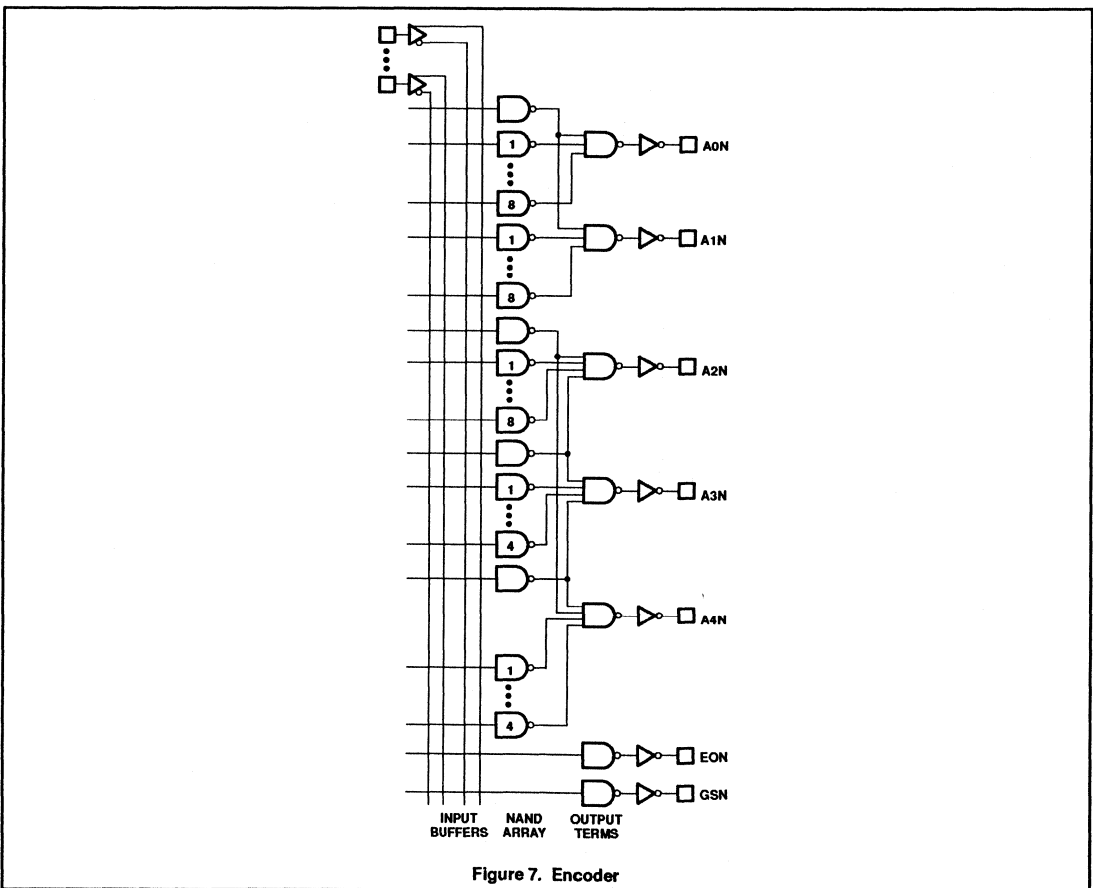 A0N
1
8
1
A1N
8
1
A2N
8
1
A3N
4
A4N
1
4
EON
GSN
INPUT BUFFERS
NAND ARRAY
OUTPUT TERMS
Figure 7. Encoder